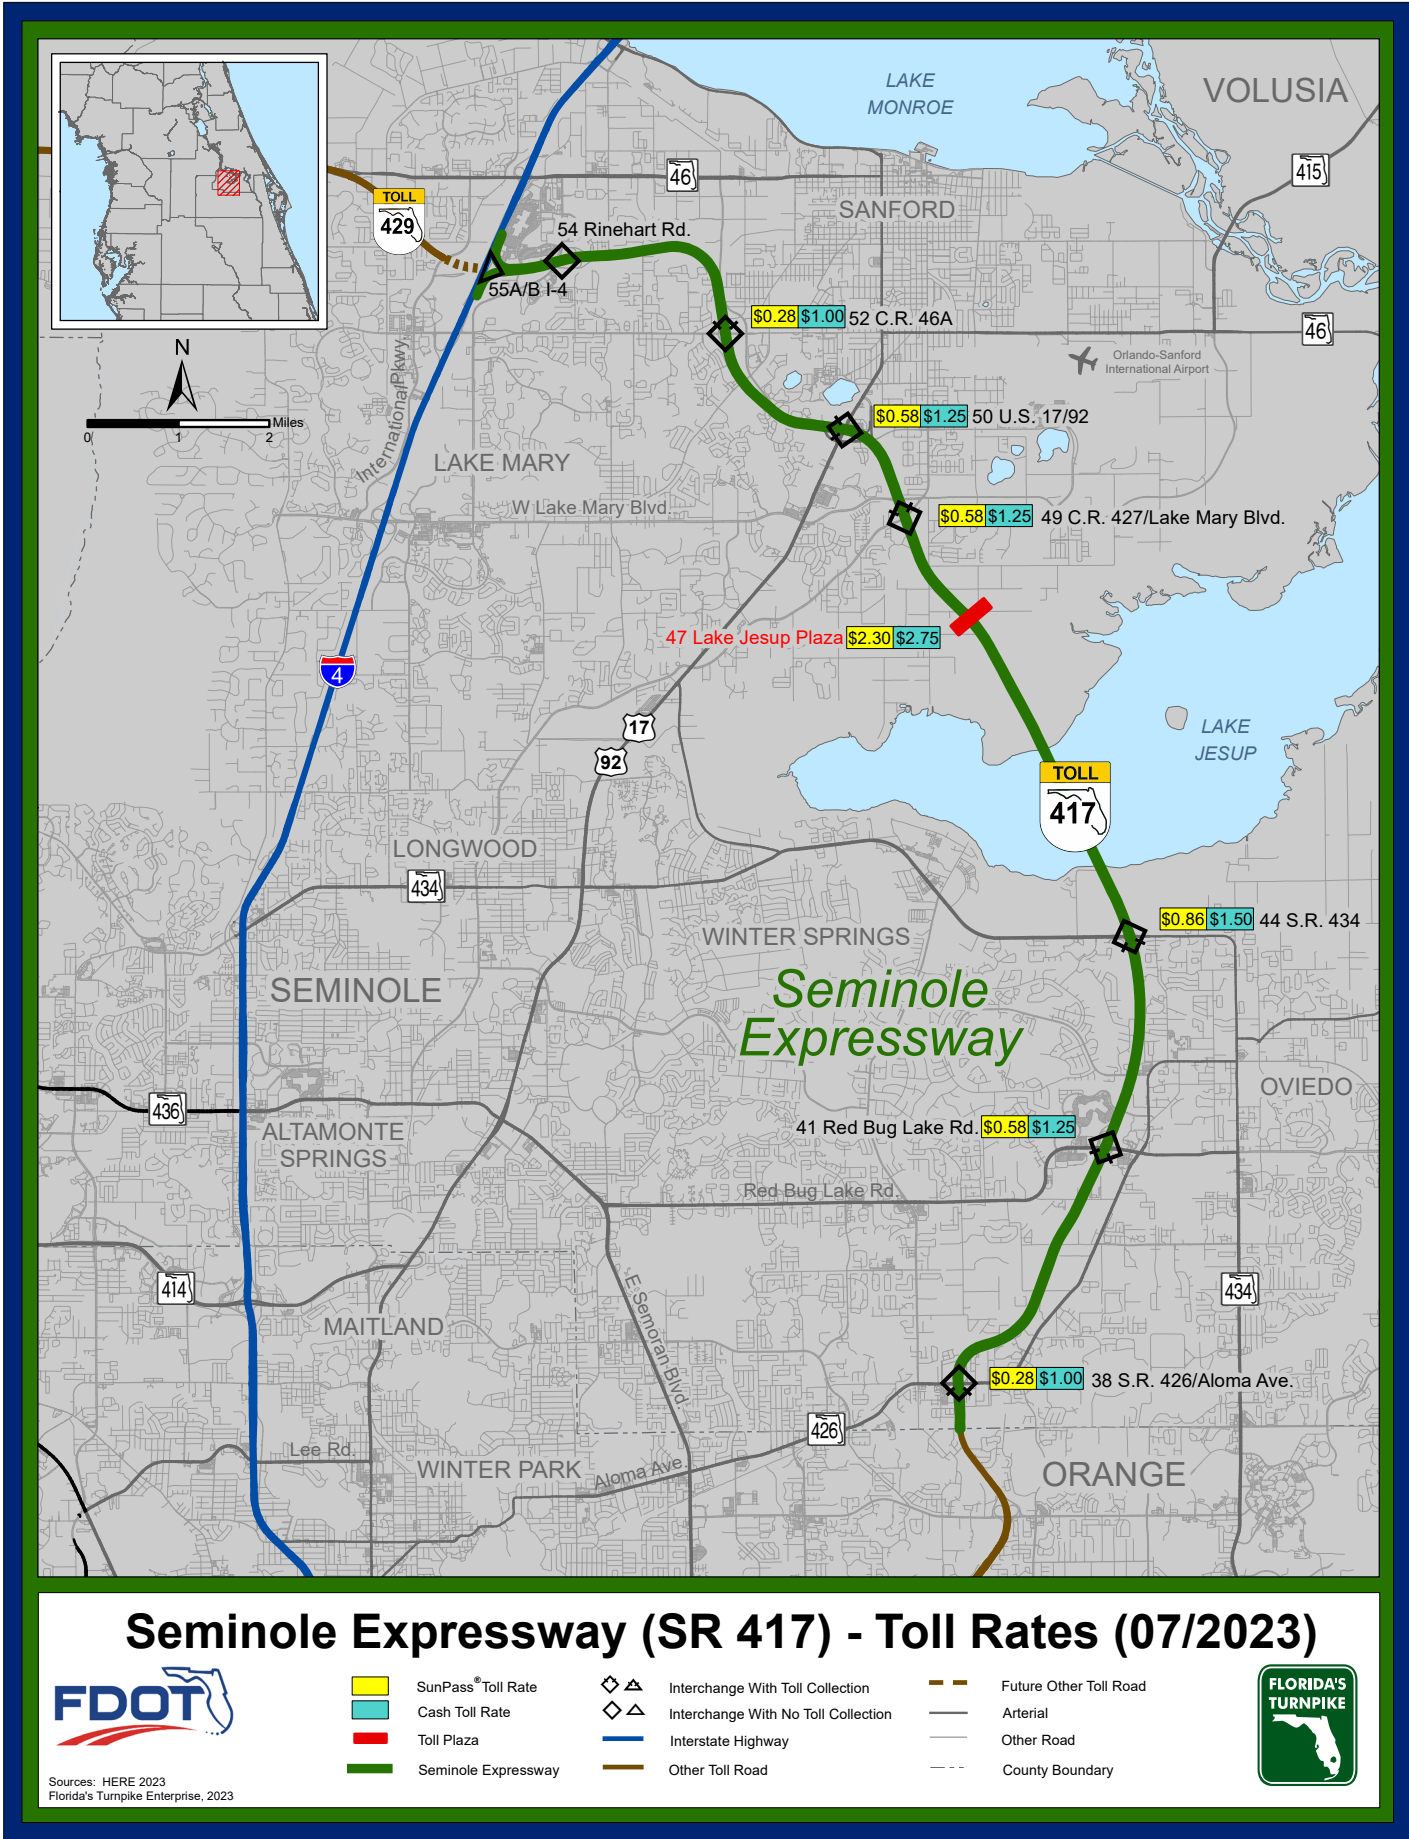 LAKE
MONROE
VOLUSIA
415
46
SANFORD
TOLL
429
54 Rinehart Rd.
55A/B I-4
$0.28 $1.00 52 C.R. 46A
46
N
Orlando-Sanford
International Airport
0 1 2 Miles
International Pkwy.
$0.58 $1.25 50 U.S. 17/92
LAKE MARY
W Lake Mary Blvd.
$0.58 $1.25 49 C.R. 427/Lake Mary Blvd.
47 Lake Jesup Plaza $2.30 $2.75
4
17
92
LAKE
JESUP
TOLL
417
LONGWOOD
434
$0.86 $1.50 44 S.R. 434
WINTER SPRINGS
SEMINOLE
Seminole
Expressway
OVIEDO
436
ALTAMONTE
SPRINGS
41 Red Bug Lake Rd. $0.58 $1.25
Red Bug Lake Rd.
414
434
MAITLAND
E Semoran Blvd.
$0.28 $1.00 38 S.R. 426/Aloma Ave.
426
Lee Rd.
WINTER PARK
Aloma Ave.
ORANGE
Seminole Expressway (SR 417) - Toll Rates (07/2023)
FDOT
SunPass® Toll Rate
Cash Toll Rate
Toll Plaza
Seminole Expressway
Interchange With Toll Collection
Interchange With No Toll Collection
Interstate Highway
Other Toll Road
Future Other Toll Road
Arterial
Other Road
County Boundary
FLORIDA'S
TURNPIKE
Sources: HERE 2023
Florida's Turnpike Enterprise, 2023